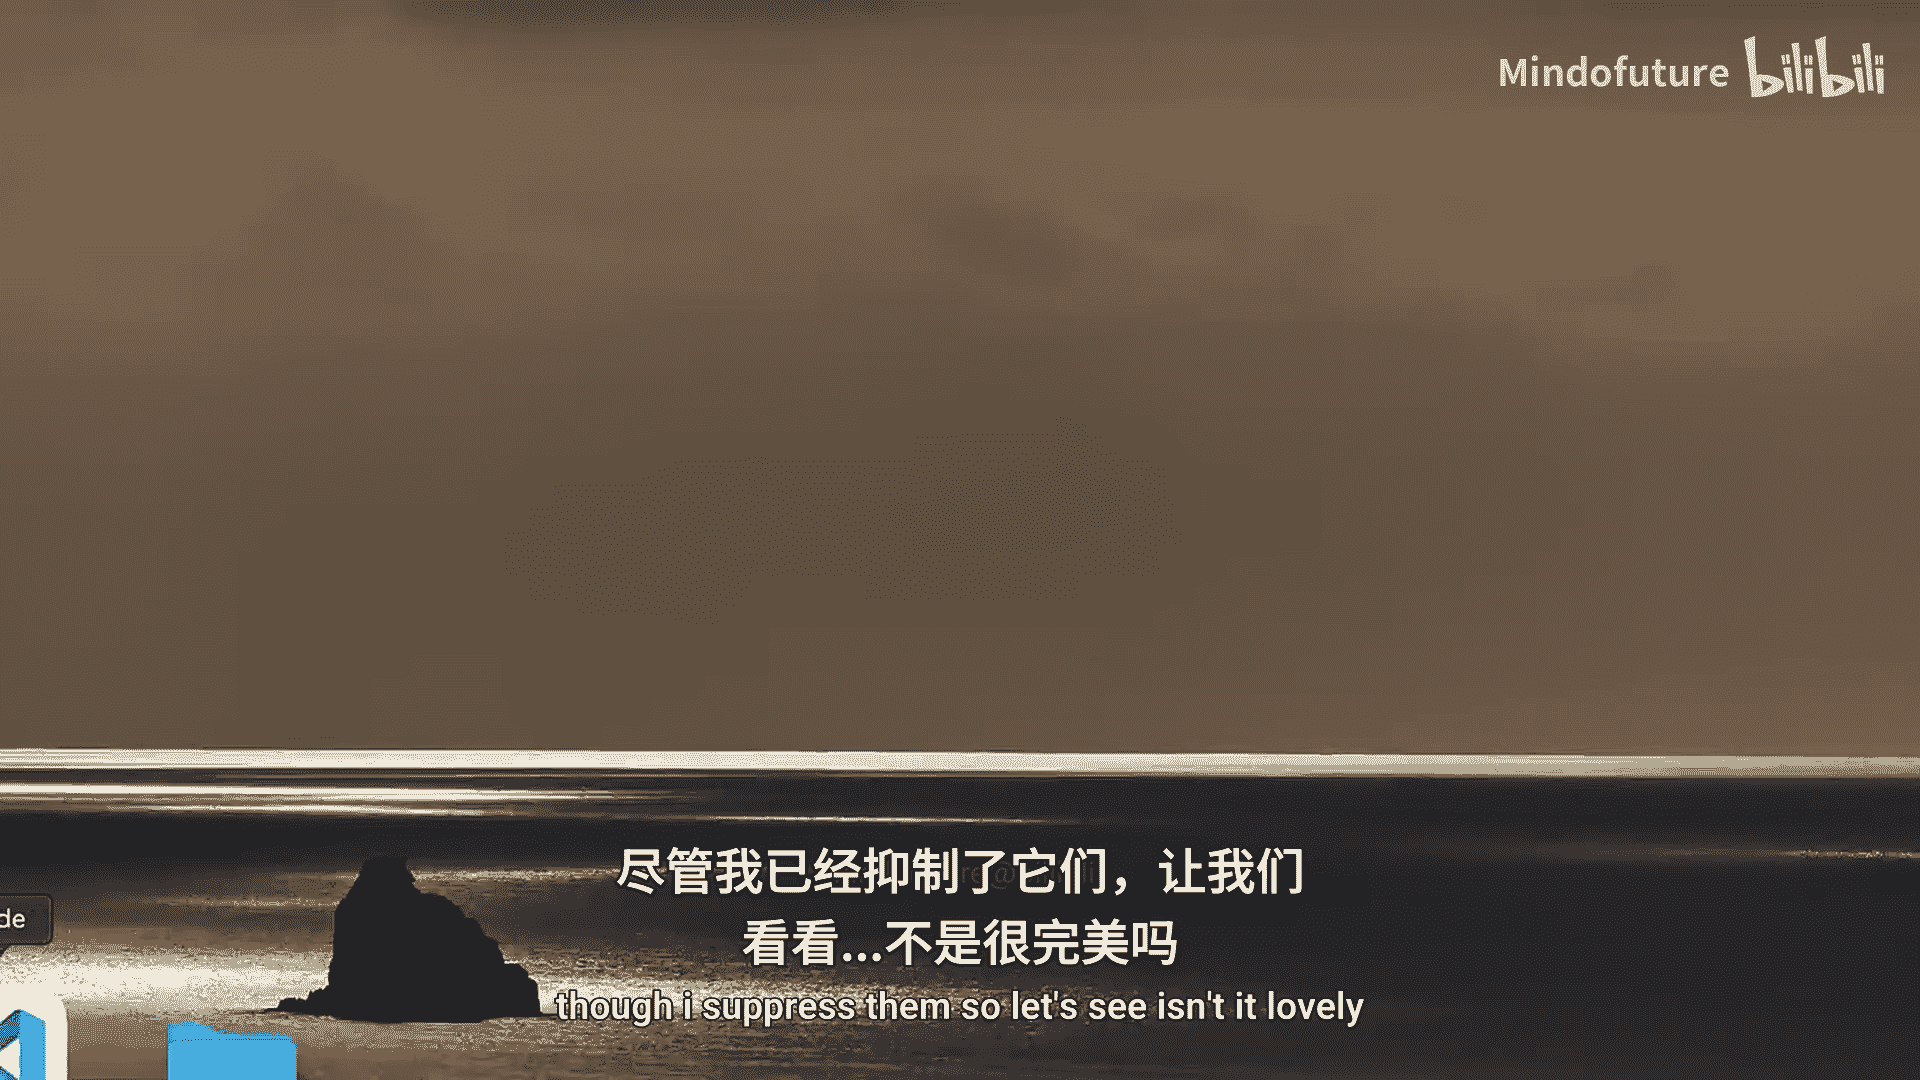 Mindofuture bilibili
尽管我已经抑制了它们，让我们
看看...不是很完美吗
de
though i suppress them so let's see isn't it lovely